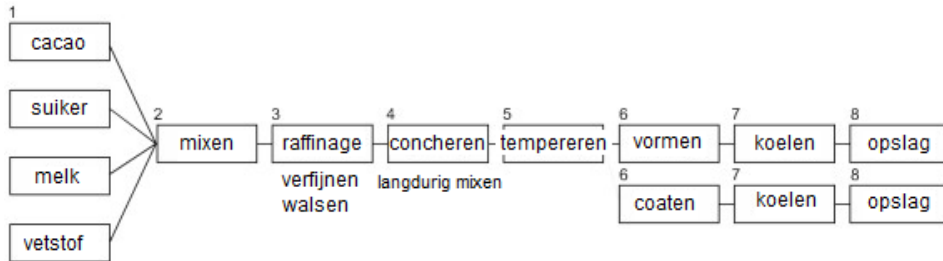 1
cacao
suiker
melk
vetstof
2
mixen
3
raffinage
verfijnen
walsen
4
concheren
langdurig mixen
5
tempereren
6
vormen
7
koelen
8
opslag
6
coaten
7
koelen
8
opslag